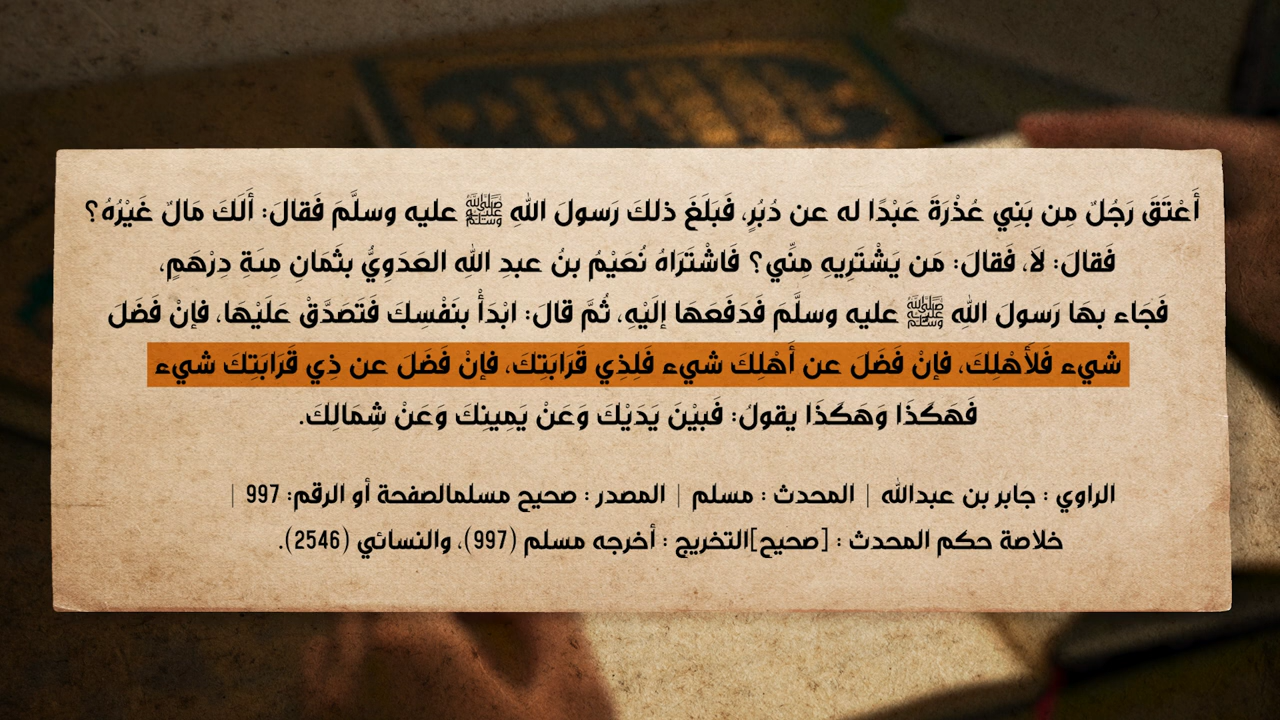 أَعْتَقَ رَجُلٌ مِن بَنِي عُذْرَةَ عَبْدًا له عن دُبُرٍ، فَبَلَغَ ذلكَ رَسولَ اللهِ ﷺ عليه وسلَّمَ فَقالَ: أَلَكَ مَالٌ غَيْرُهُ؟
فَقالَ: لَا، فَقالَ: مَن يَشْتَرِيهِ مِنِّي؟ فَاشْتَرَاهُ نُعَيْمُ بنُ عبدِ اللهِ العَدَوِيُّ بثَمَانِ مئةِ دِرْهَمٍ،
فَجَاء بهَا رَسولَ اللهِ ﷺ عليه وسلَّمَ فَدَفَعَهَا إلَيْهِ، ثُمَّ قالَ: ابْدَأْ بنَفْسِكَ فَتَصَدَّقْ عَلَيْهَا، فإنْ فَضَلَ
شيء فَلأَهْلِكَ، فإنْ فَضَلَ عن أَهْلِكَ شيء فَلِذِي قَرَابَتِكَ، فإنْ فَضَلَ عن ذِي قَرَابَتِكَ شيء
فَهَكَذَا وَهَكَذَا يقولُ: فَبيْنَ يَدَيْكَ وَعَنْ يَمِينِكَ وَعَنْ شِمَالِكَ.
الراوي : جابر بن عبدالله | المحدث : مسلم | المصدر : صحيح مسلمالصفحة أو الرقم: 997 |
خلاصة حكم المحدث : [صحيح]التخريج : أخرجه مسلم (997)، والنسائي (2546).